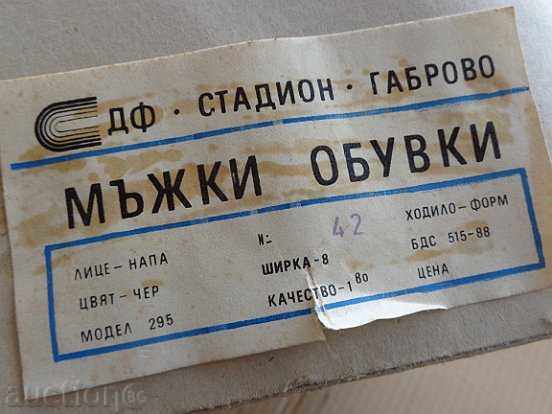 ДФ · СТАДИОН · ГАБРОВО
МЪЖКИ ОБУВКИ
ЛИЦЕ-НАПА
ЦВЯТ-ЧЕР
МОДЕЛ 295
№: 42
ШИРКА-8
КАЧЕСТВО-1во
ХОДИЛО-ФОРМ
БДС 515-88
ЦЕНА
auction.bg